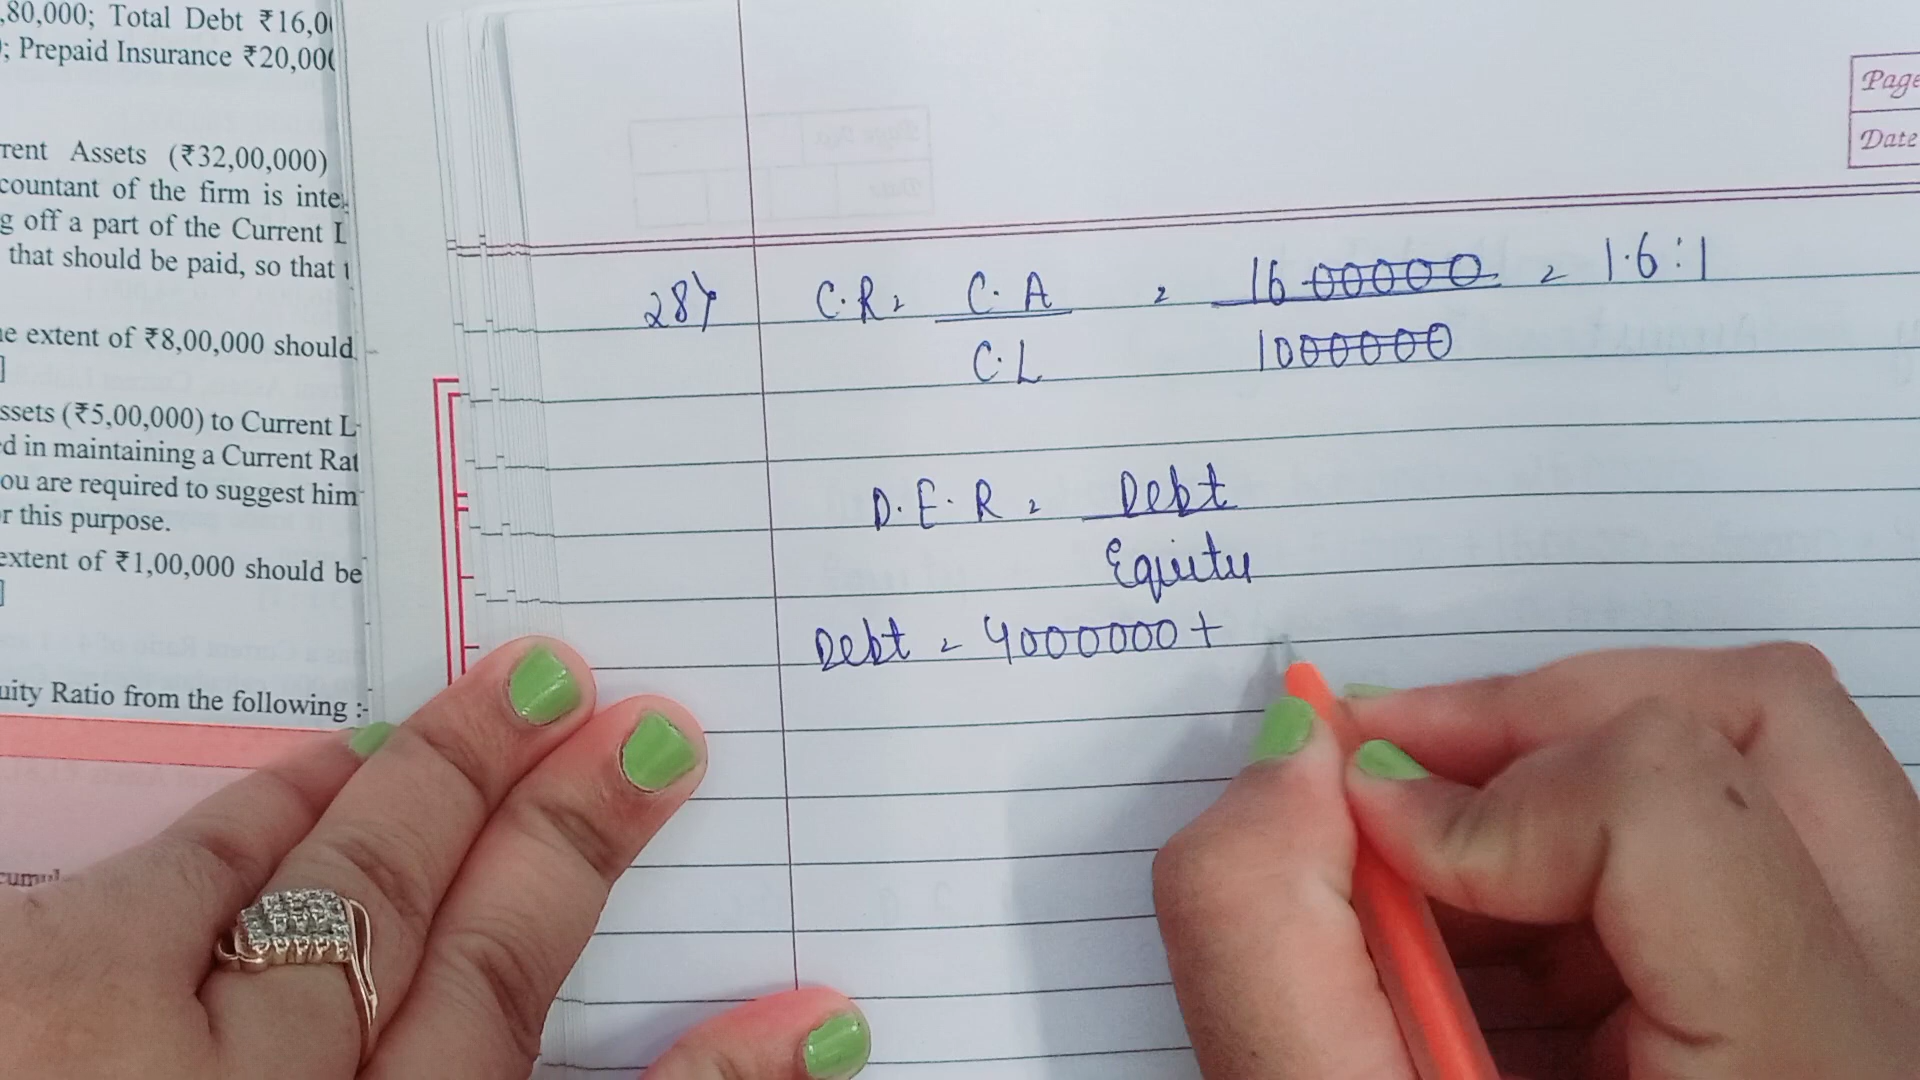 ,80,000; Total Debt ₹16,0
; Prepaid Insurance ₹20,000
rent Assets (₹32,00,000)
countant of the firm is inte
g off a part of the Current L
that should be paid, so that
e extent of ₹8,00,000 should
]
ssets (₹5,00,000) to Current L
d in maintaining a Current Rat
ou are required to suggest him
r this purpose.
extent of ₹1,00,000 should be
]
uity Ratio from the following :-
cumul
Page
Date
28) C.R = C.A = 1600000 = 1.6:1
C.L 1000000
D.E.R = Debt
Equity
Debt = 4000000 +